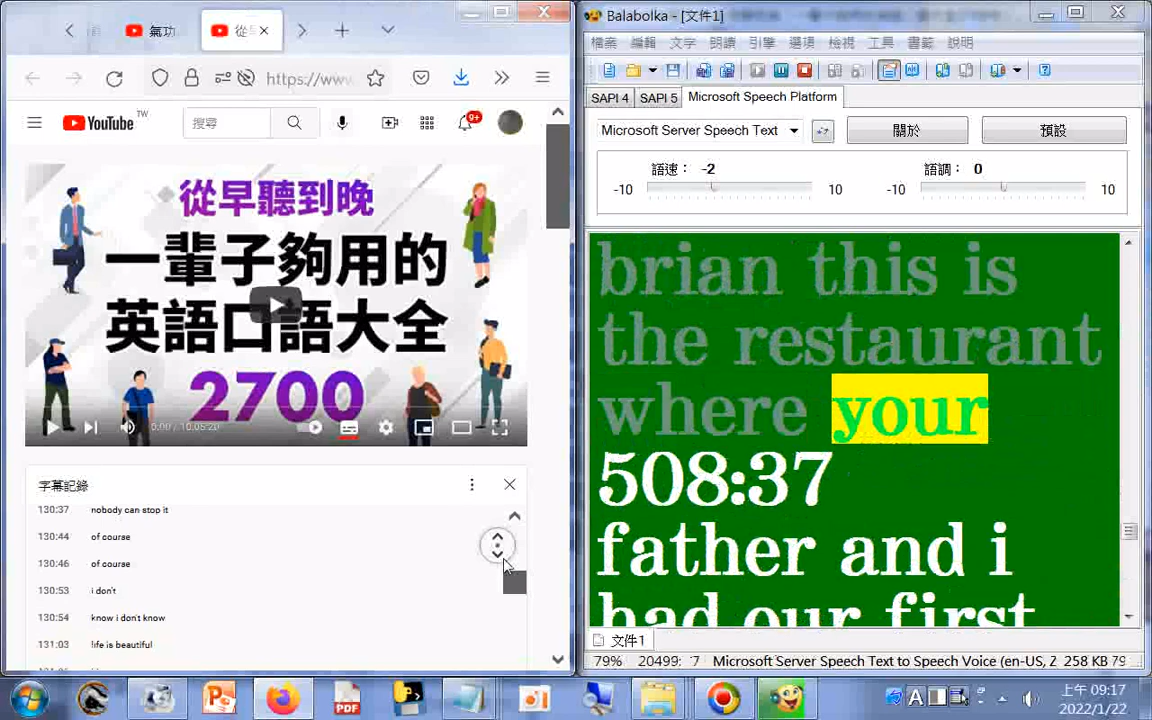 氣功
從
https://www.
YouTube
TW
搜尋
9+
從早聽到晚
一輩子夠用的
英語口語大全
2700
0:00 / 10:05:20
字幕記錄
130:37 nobody can stop it
130:44 of course
130:46 of course
130:53 i don't
130:54 know i don't know
131:03 life is beautiful
Balabolka - [文件1]
檔案 編輯 文字 朗讀 引擎 選項 檢視 工具 書籤 說明
SAPI 4 SAPI 5 Microsoft Speech Platform
Microsoft Server Speech Text 關於 預設
語速： -2 語調： 0
-10 10 -10 10
brian this is
the restaurant
where your
508:37
father and i
had our first
文件1
79% 20499: 7 Microsoft Server Speech Text to Speech Voice (en-US, Z 258 KB 79
PDF
A
上午 09:17
2022/1/22